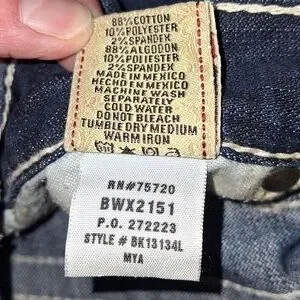 88% COTTON
10% POLYESTER
2% SPANDEX
88% ALGODON
10% POLIESTER
2% SPANDEX
MADE IN MEXICO
HECHO EN MEXICO
MACHINE WASH
SEPARATELY
COLD WATER
DO NOT BLEACH
TUMBLE DRY MEDIUM
WARM IRON
RN#75720
BWX2151
P.O. 272223
STYLE # BK13134L
MYA